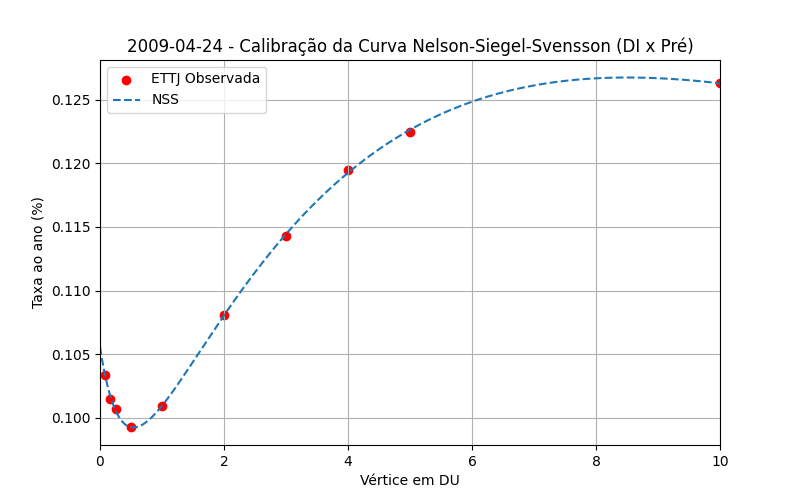 2009-04-24 - Calibração da Curva Nelson-Siegel-Svensson (DI x Pré)
ETTJ Observada
NSS
Taxa ao ano (%)
0.125
0.120
0.115
0.110
0.105
0.100
0 2 4 6 8 10
Vértice em DU